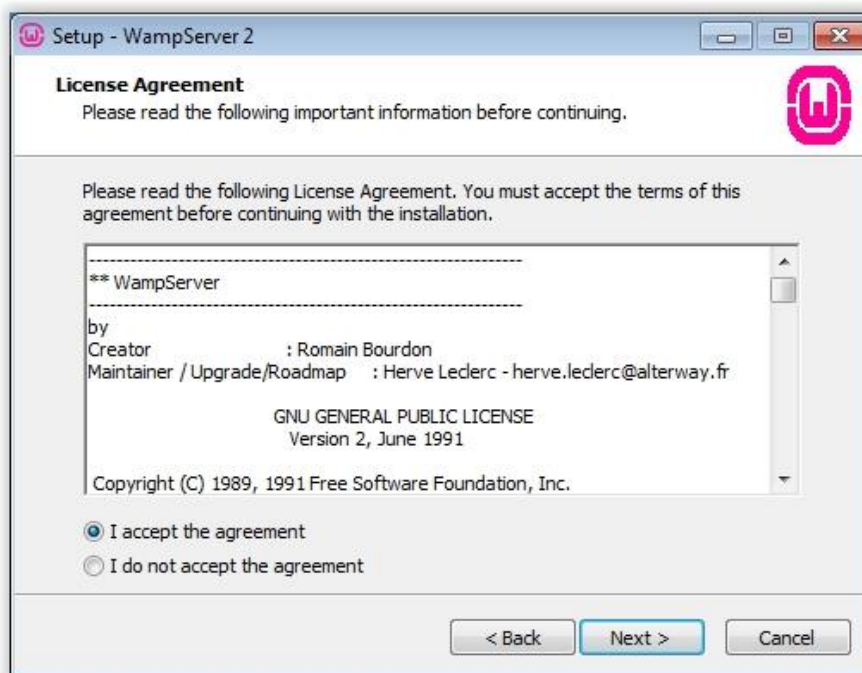 Setup - WampServer 2
License Agreement
Please read the following important information before continuing.
W
Please read the following License Agreement. You must accept the terms of this
agreement before continuing with the installation.
------------------------------------------------------------
** WampServer
------------------------------------------------------------
by
Creator : Romain Bourdon
Maintainer / Upgrade/Roadmap : Herve Leclerc - herve.leclerc@alterway.fr
GNU GENERAL PUBLIC LICENSE
Version 2, June 1991
Copyright (C) 1989, 1991 Free Software Foundation, Inc.
I accept the agreement
I do not accept the agreement
< Back Next > Cancel